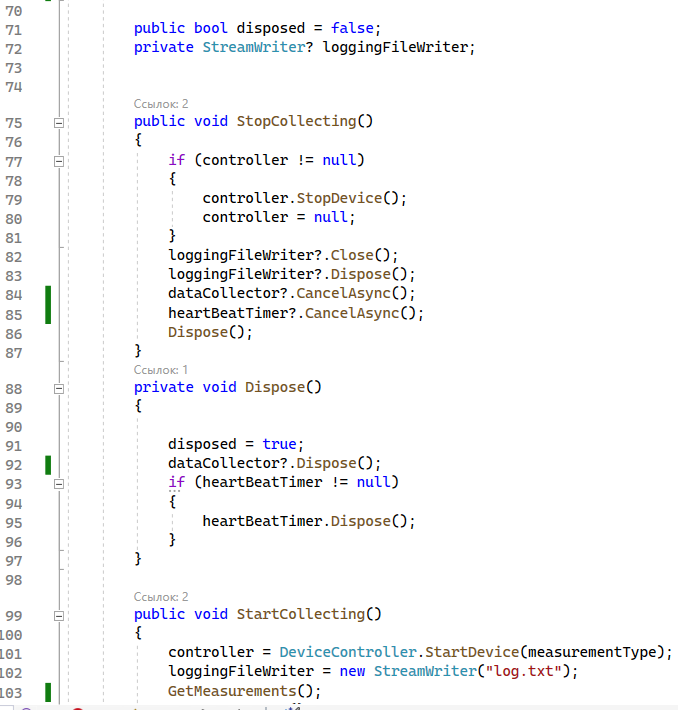 70
71 public bool disposed = false;
72 private StreamWriter? loggingFileWriter;
73
74
Ссылок: 2
75 public void StopCollecting()
76 {
77 if (controller != null)
78 {
79 controller.StopDevice();
80 controller = null;
81 }
82 loggingFileWriter?.Close();
83 loggingFileWriter?.Dispose();
84 dataCollector?.CancelAsync();
85 heartBeatTimer?.CancelAsync();
86 Dispose();
87 }
Ссылок: 1
88 private void Dispose()
89 {
90
91 disposed = true;
92 dataCollector?.Dispose();
93 if (heartBeatTimer != null)
94 {
95 heartBeatTimer.Dispose();
96 }
97 }
98
Ссылок: 2
99 public void StartCollecting()
100 {
101 controller = DeviceController.StartDevice(measurementType);
102 loggingFileWriter = new StreamWriter("log.txt");
103 GetMeasurements();